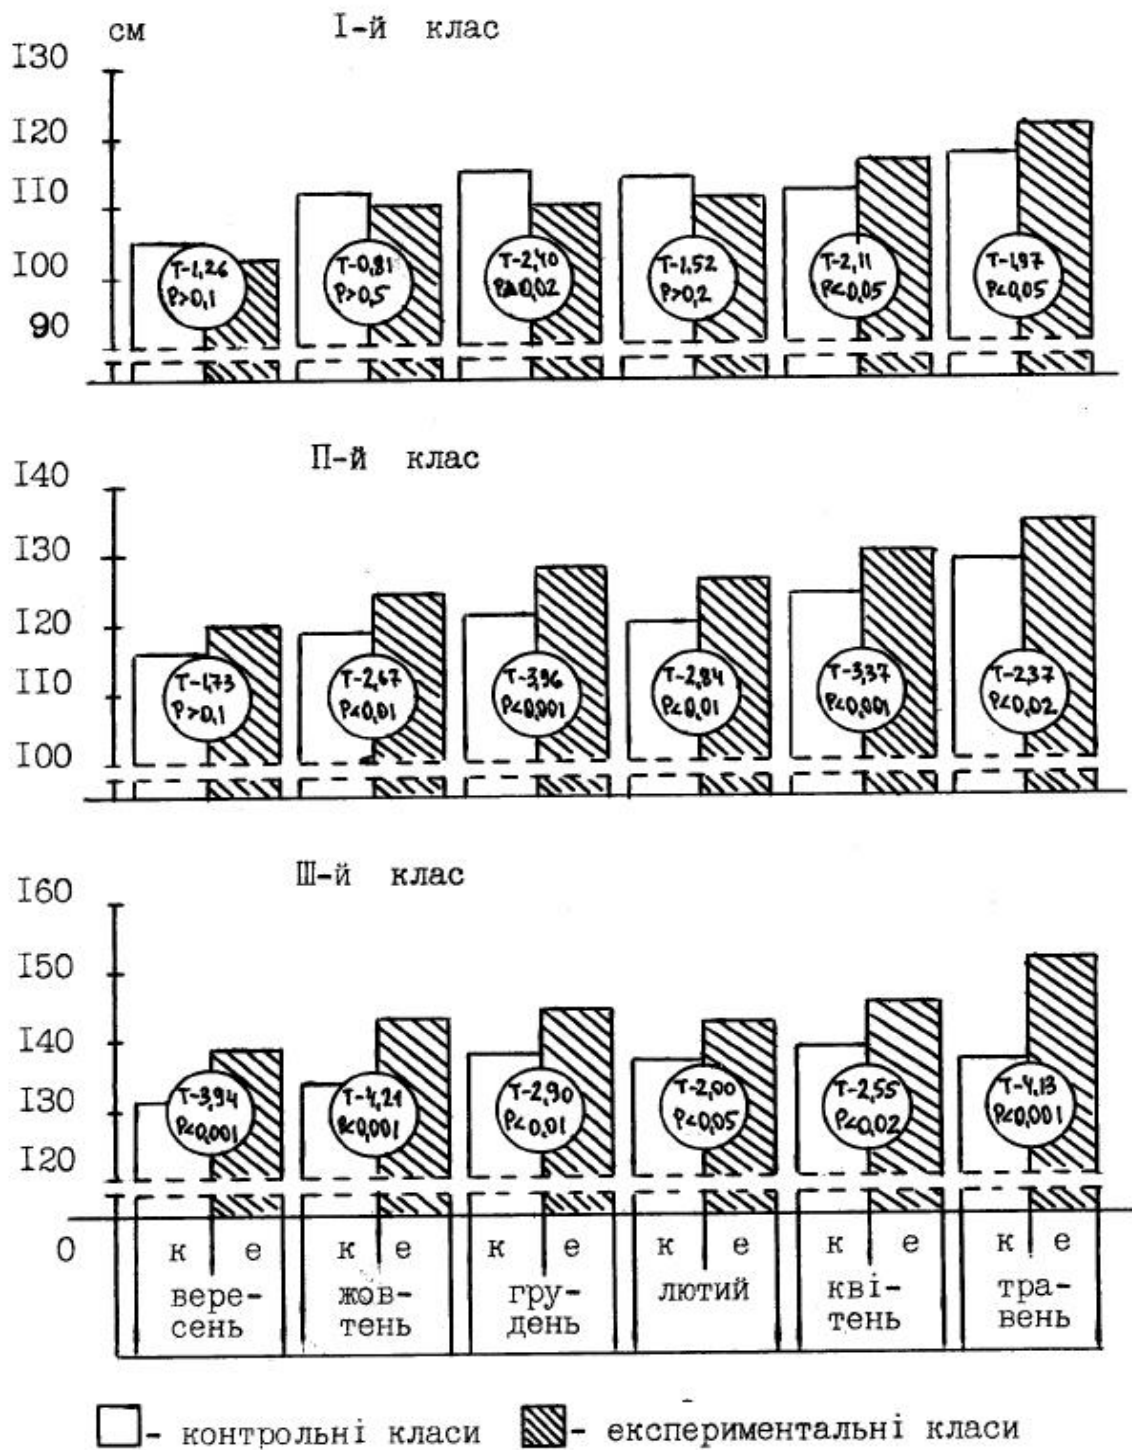 см
І-й клас
І30
І20
ІІ0
І00
90
Т-1,26
Р>0,1
Т-0,81
Р>0,5
Т-2,40
0,02
Т-1,52
Р>0,2
Т-2,11
Р<0,05
Т-1,97
Р<0,05
П-й клас
І40
І30
І20
ІІ0
І00
Т-1,73
Р>0,1
Т-2,67
Р<0,01
Т-3,96
Р<0,001
Т-2,84
Р<0,01
Т-3,37
Р<0,001
Т-2,37
Р<0,02
Ш-й клас
І60
І50
І40
І30
І20
0
Т-3,94
Р<0,001
Т-4,21
Р<0,001
Т-2,90
Р<0,01
Т-2,00
Р<0,05
Т-2,55
Р<0,02
Т-4,13
Р<0,001
к е к е к е к е к е к е
вере-
сень
жов-
тень
гру-
день
лютий
кві-
тень
тра-
вень
- контрольні класи
- експериментальні класи